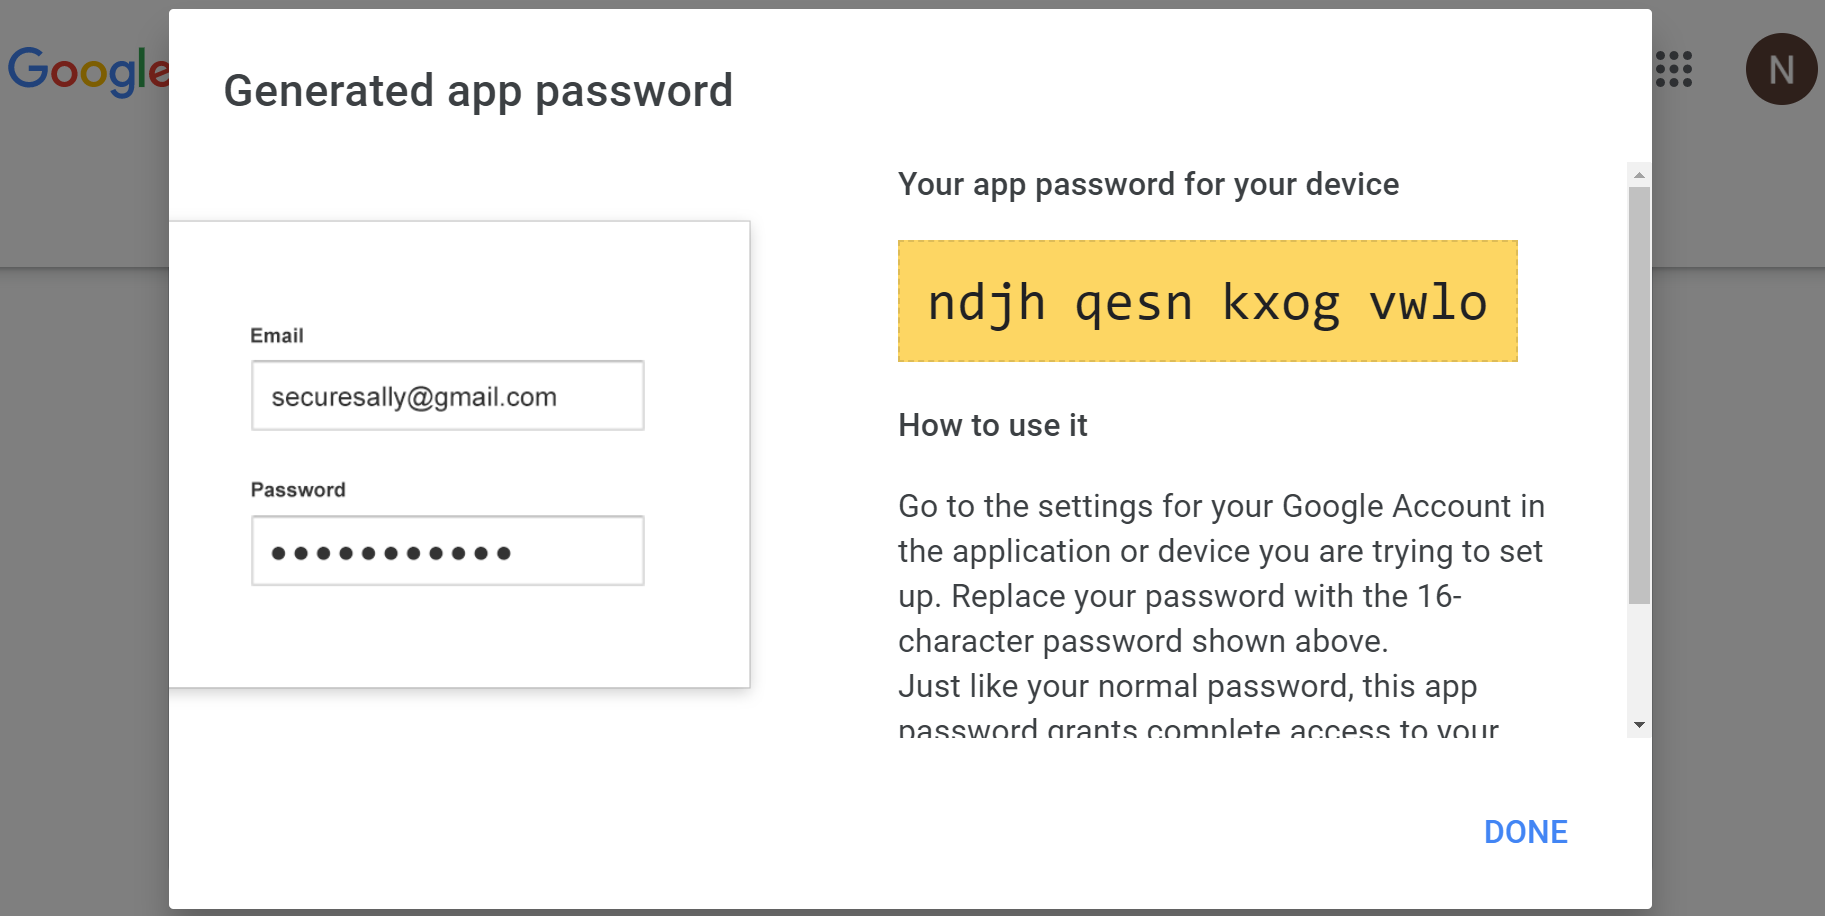 Google
N
Generated app password
Email
securesally@gmail.com
Password
Your app password for your device
ndjh qesn kxog vwlo
How to use it
Go to the settings for your Google Account in
the application or device you are trying to set
up. Replace your password with the 16-
character password shown above.
Just like your normal password, this app
password grants complete access to your
DONE